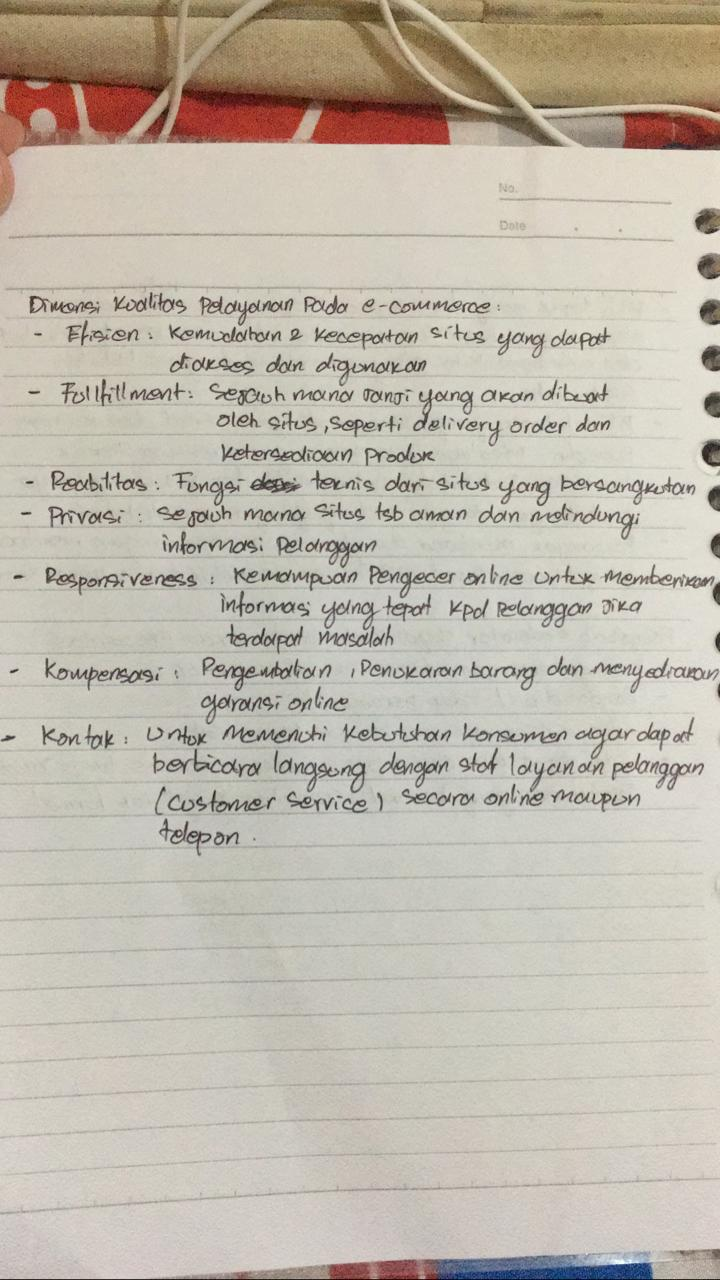 No.
Date
Dimensi Kualitas Pelayanan Pada e-commerce:
- Efisien: Kemudahan & Kecepatan situs yang dapat
diakses dan digunakan
- Fullfillment: Sejauh mana Janji yang akan dibuat
oleh situs, seperti delivery order dan
Ketersediaan Produk
- Reabilitas: Fungsi teknis dari situs yang bersangkutan
- Privasi: Sejauh mana situs tsb aman dan melindungi
informasi pelanggan
- Responsiveness: Kemampuan Pengecer online Untuk memberikan
informasi yang tepat kpd Pelanggan Jika
terdapat masalah
- Kompensasi: Pengembalian, Penukaran barang dan menyediakan
garansi online
- Kontak: Untuk Memenuhi Kebutuhan konsumen agar dapat
berbicara langsung dengan staf layanan pelanggan
(customer service) secara online maupun
telepon.